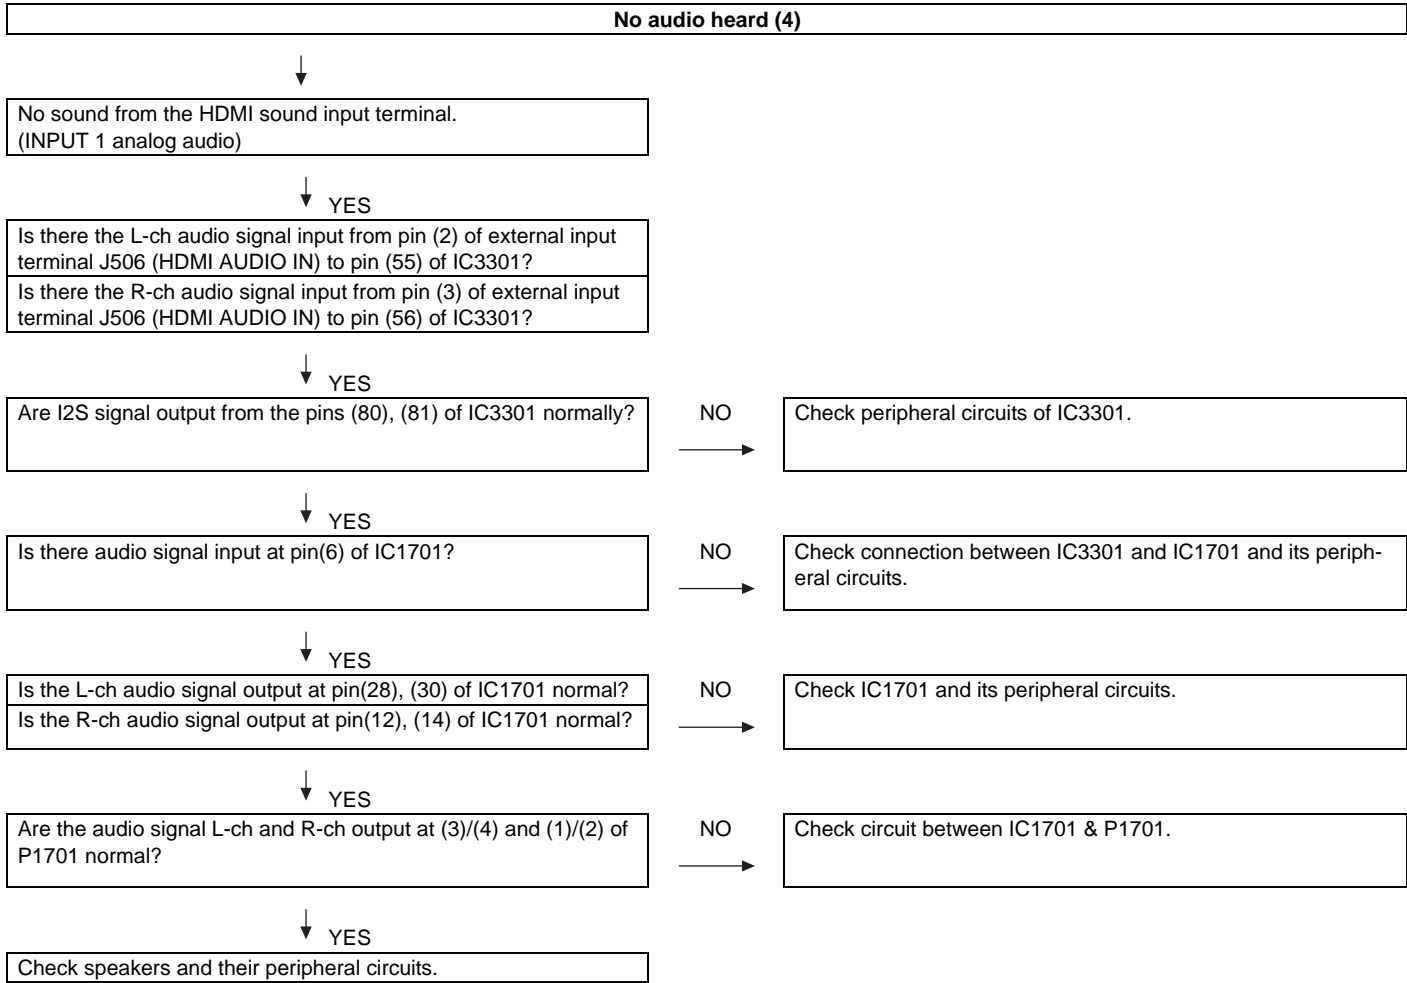 No audio heard (4)
No sound from the HDMI sound input terminal.
(INPUT 1 analog audio)
YES
Is there the L-ch audio signal input from pin (2) of external input
terminal J506 (HDMI AUDIO IN) to pin (55) of IC3301?
Is there the R-ch audio signal input from pin (3) of external input
terminal J506 (HDMI AUDIO IN) to pin (56) of IC3301?
YES
Are I2S signal output from the pins (80), (81) of IC3301 normally?
NO
Check peripheral circuits of IC3301.
YES
Is there audio signal input at pin(6) of IC1701?
NO
Check connection between IC3301 and IC1701 and its periph-
eral circuits.
YES
Is the L-ch audio signal output at pin(28), (30) of IC1701 normal?
Is the R-ch audio signal output at pin(12), (14) of IC1701 normal?
NO
Check IC1701 and its peripheral circuits.
YES
Are the audio signal L-ch and R-ch output at (3)/(4) and (1)/(2) of
P1701 normal?
NO
Check circuit between IC1701 & P1701.
YES
Check speakers and their peripheral circuits.